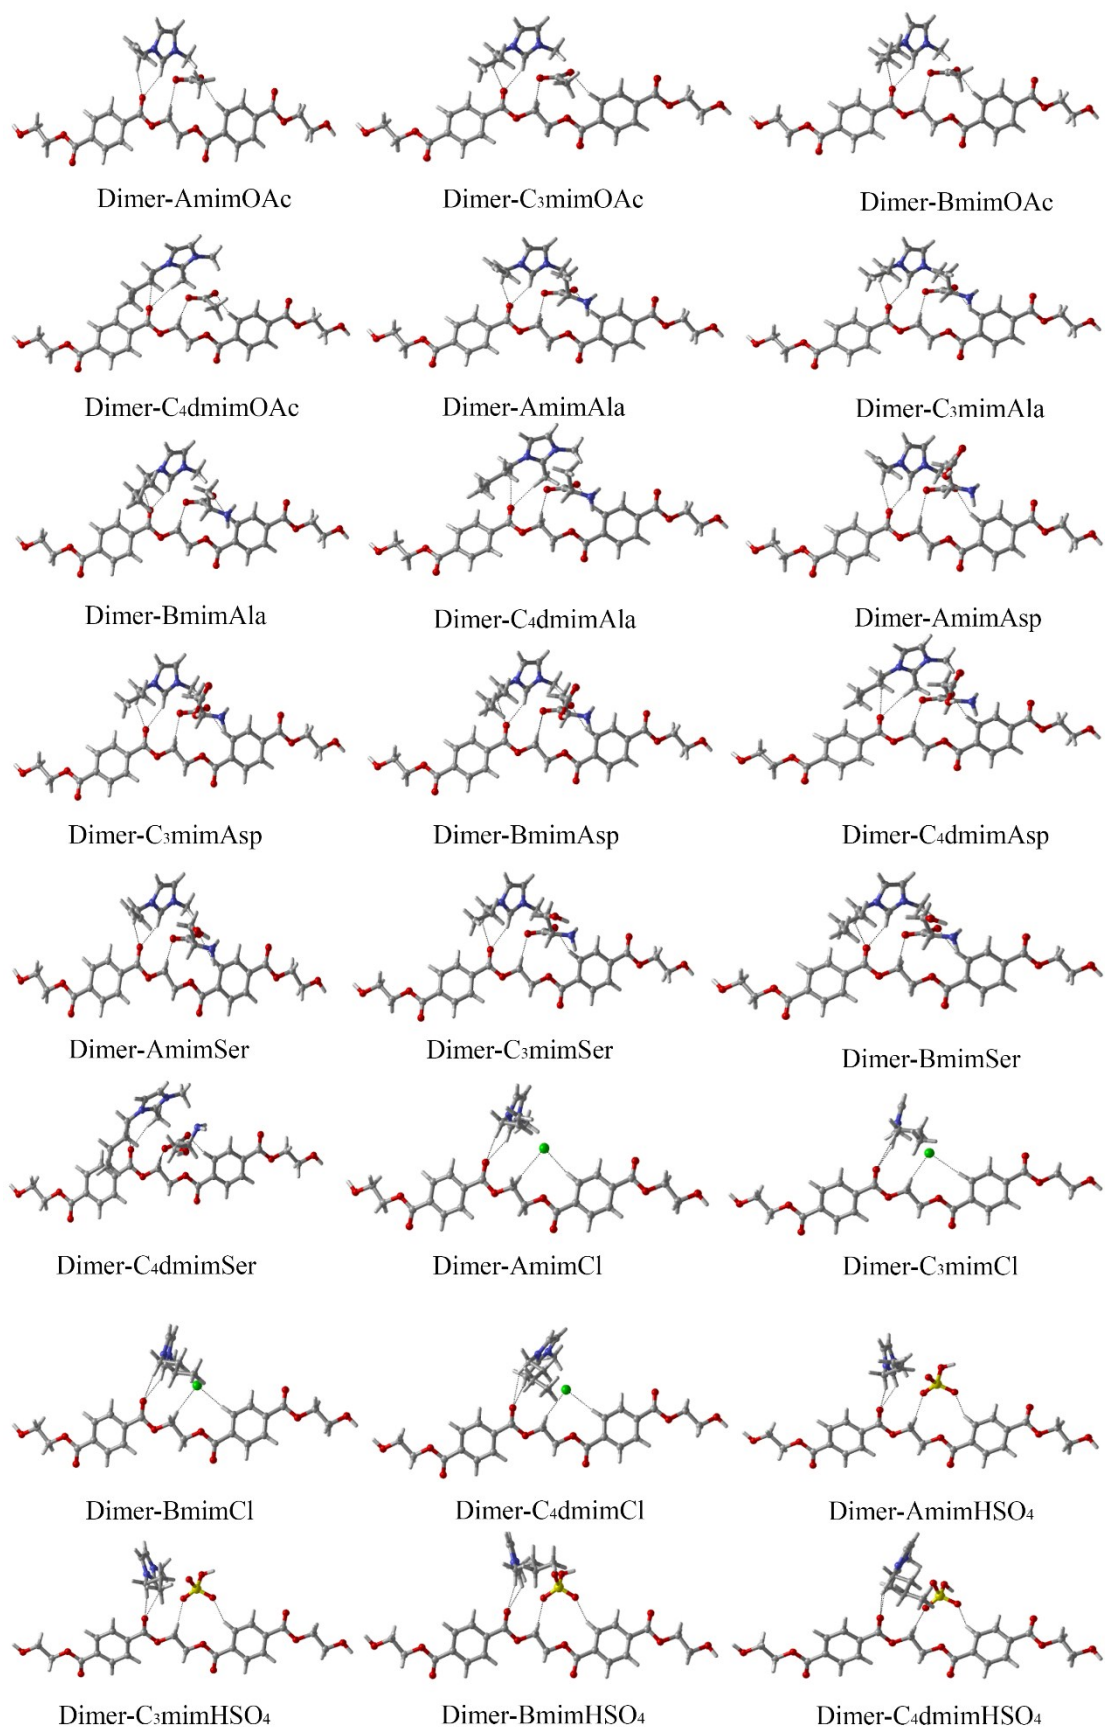 Dimer-AmimOAc
Dimer-C₃mimOAc
Dimer-BmimOAc
Dimer-C₄dmimOAc
Dimer-AmimAla
Dimer-C₃mimAla
Dimer-BmimAla
Dimer-C₄dmimAla
Dimer-AmimAsp
Dimer-C₃mimAsp
Dimer-BmimAsp
Dimer-C₄dmimAsp
Dimer-AmimSer
Dimer-C₃mimSer
Dimer-BmimSer
Dimer-C₄dmimSer
Dimer-AmimCl
Dimer-C₃mimCl
Dimer-BmimCl
Dimer-C₄dmimCl
Dimer-AmimHSO₄
Dimer-C₃mimHSO₄
Dimer-BmimHSO₄
Dimer-C₄dmimHSO₄